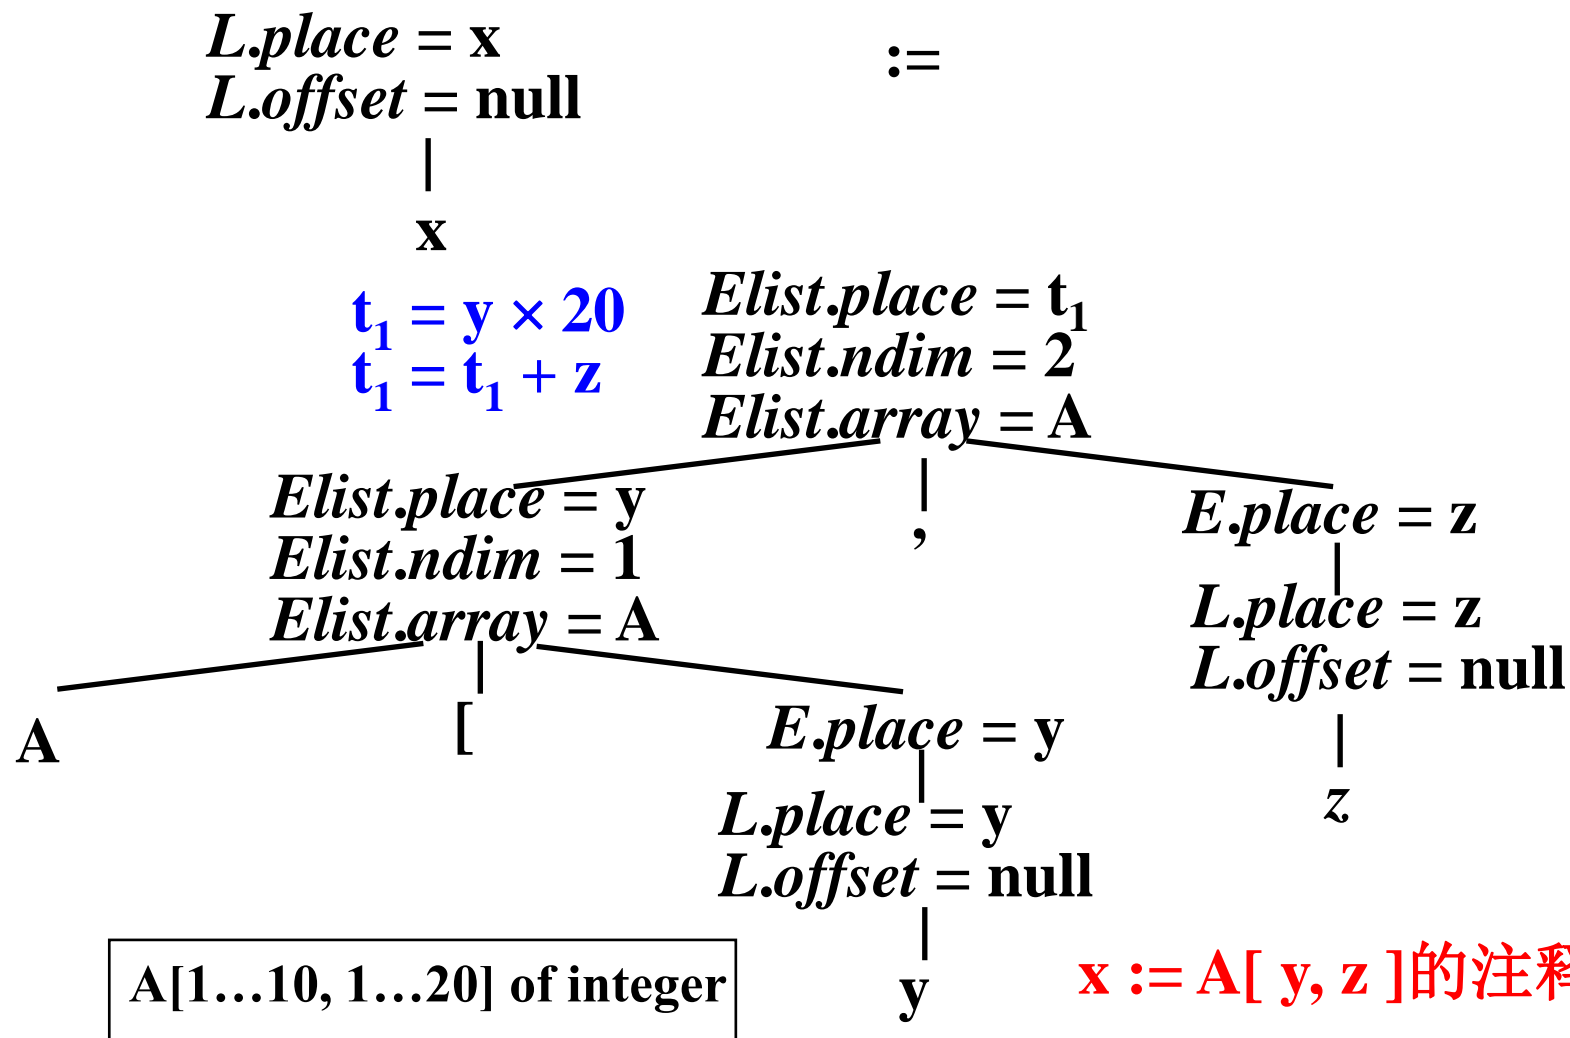 L.place = x
:=
L.offset = null
x
t₁ = y × 20
t₁ = t₁ + z
Elist.place = t₁
Elist.ndim = 2
Elist.array = A
Elist.place = y
Elist.ndim = 1
Elist.array = A
,
E.place = z
L.place = z
L.offset = null
z
A
[
E.place = y
L.place = y
L.offset = null
y
A[1…10, 1…20] of integer
x := A[ y, z ]的注释